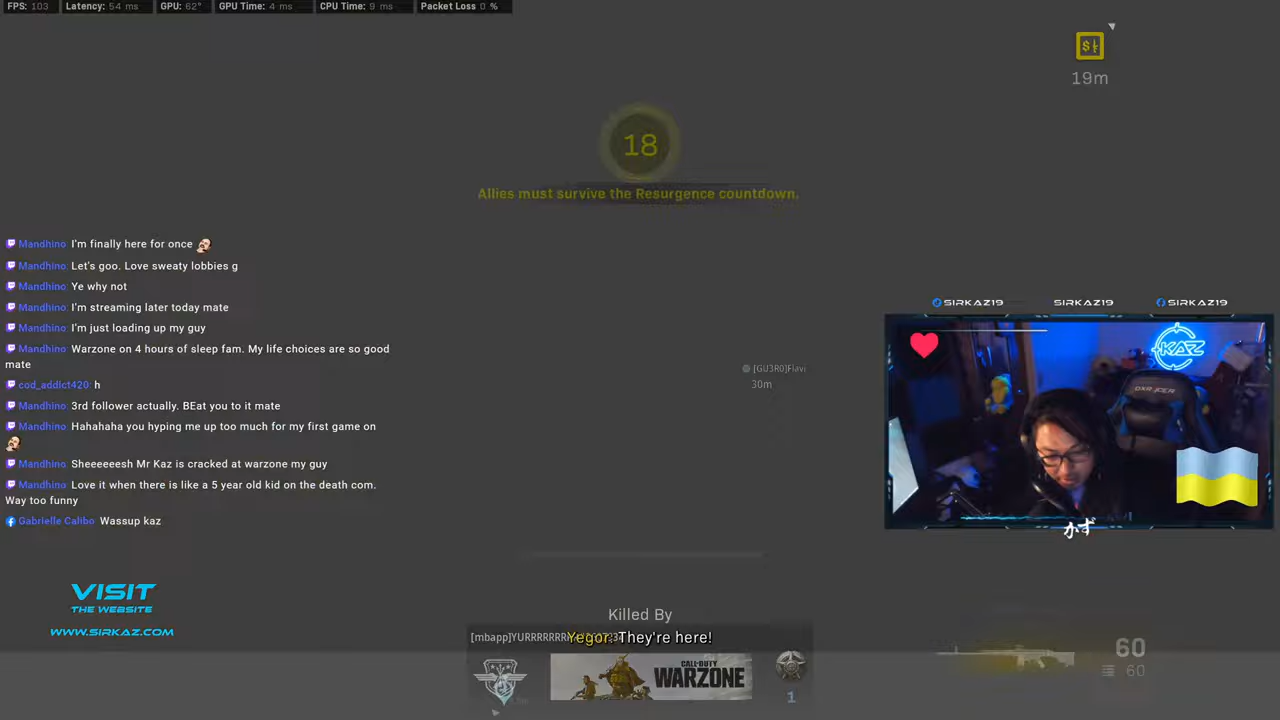 FPS: 103 Latency: 54 ms GPU: 62° GPU Time: 4 ms CPU Time: 9 ms Packet Loss 0 %
19m
18
Allies must survive the Resurgence countdown.
Mandhino: I'm finally here for once
Mandhino: Let's goo. Love sweaty lobbies g
Mandhino: Ye why not
Mandhino: I'm streaming later today mate
Mandhino: I'm just loading up my guy
Mandhino: Warzone on 4 hours of sleep fam. My life choices are so good
mate
cod_addict420: h
Mandhino: 3rd follower actually. BEat you to it mate
Mandhino: Hahahaha you hyping me up too much for my first game on
Mandhino: Sheeeeeesh Mr Kaz is cracked at warzone my guy
Mandhino: Love it when there is like a 5 year old kid on the death com.
Way too funny
Gabrielle Calibo: Wassup kaz
[GU3R0]Flavi
30m
SIRKAZ19 SIRKAZ19 SIRKAZ19
KAZ
DXRACER
かず
VISIT
THE WEBSITE
WWW.SIRKAZ.COM
Killed By
Yegor: They're here!
CALL OF DUTY
WARZONE
1
60
60